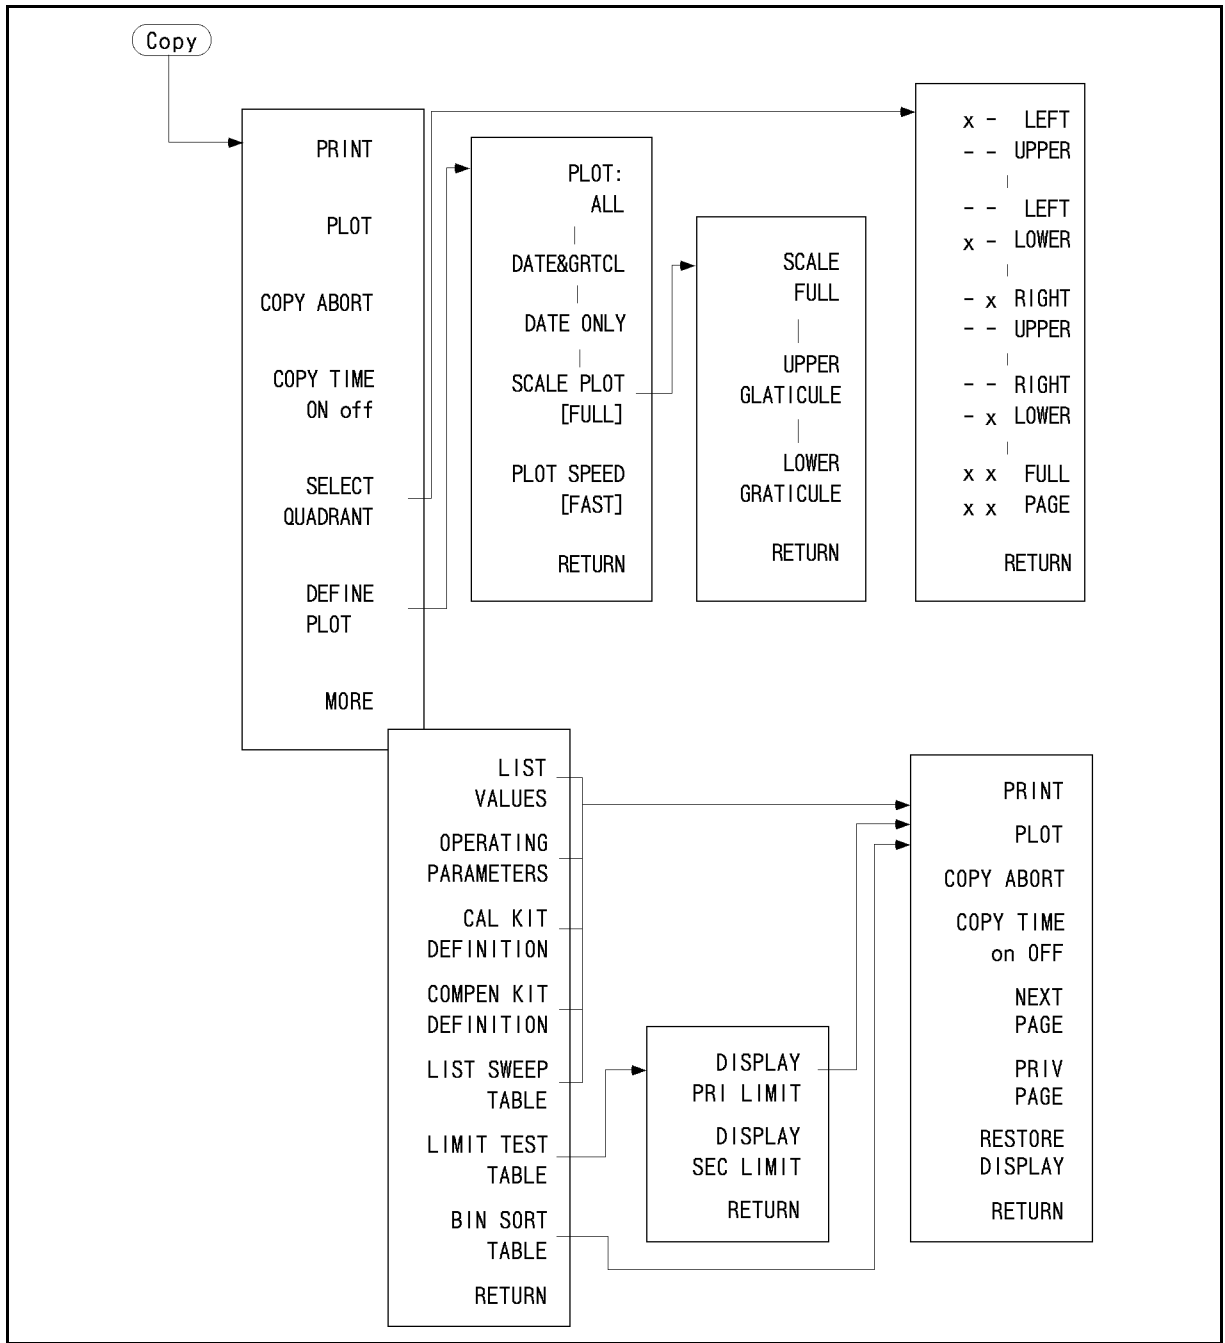 Copy
PRINT
PLOT
COPY ABORT
COPY TIME
ON off
SELECT
QUADRANT
DEFINE
PLOT
MORE
PLOT:
ALL
DATE&GRTCL
DATE ONLY
SCALE PLOT
[FULL]
PLOT SPEED
[FAST]
RETURN
SCALE
FULL
UPPER
GLATICULE
LOWER
GRATICULE
RETURN
x - LEFT
- - UPPER
- - LEFT
x - LOWER
- x RIGHT
- - UPPER
- - RIGHT
- x LOWER
x x FULL
x x PAGE
RETURN
LIST
VALUES
OPERATING
PARAMETERS
CAL KIT
DEFINITION
COMPEN KIT
DEFINITION
LIST SWEEP
TABLE
LIMIT TEST
TABLE
BIN SORT
TABLE
RETURN
DISPLAY
PRI LIMIT
DISPLAY
SEC LIMIT
RETURN
PRINT
PLOT
COPY ABORT
COPY TIME
on OFF
NEXT
PAGE
PRIV
PAGE
RESTORE
DISPLAY
RETURN